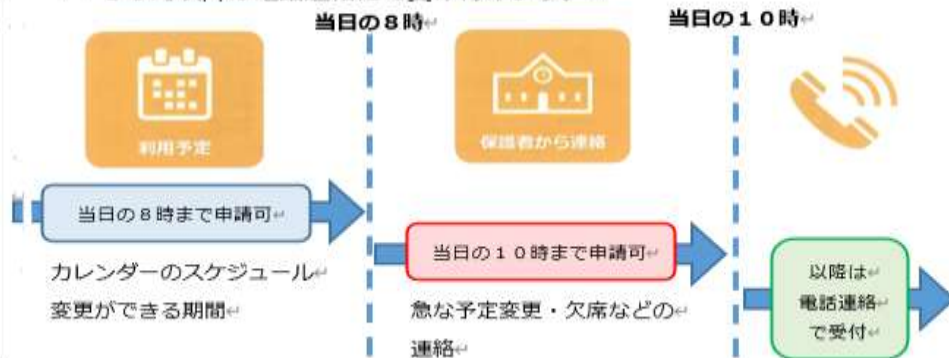 当日の８時↵
当日の１０時↵
利用予定
保護者から連絡
当日の８時まで申請可↵
当日の１０時まで申請可↵
カレンダーのスケジュール↵
変更ができる期間↵
急な予定変更・欠席などの↵
連絡↵
以降は↵
電話連絡↵
で受付↵